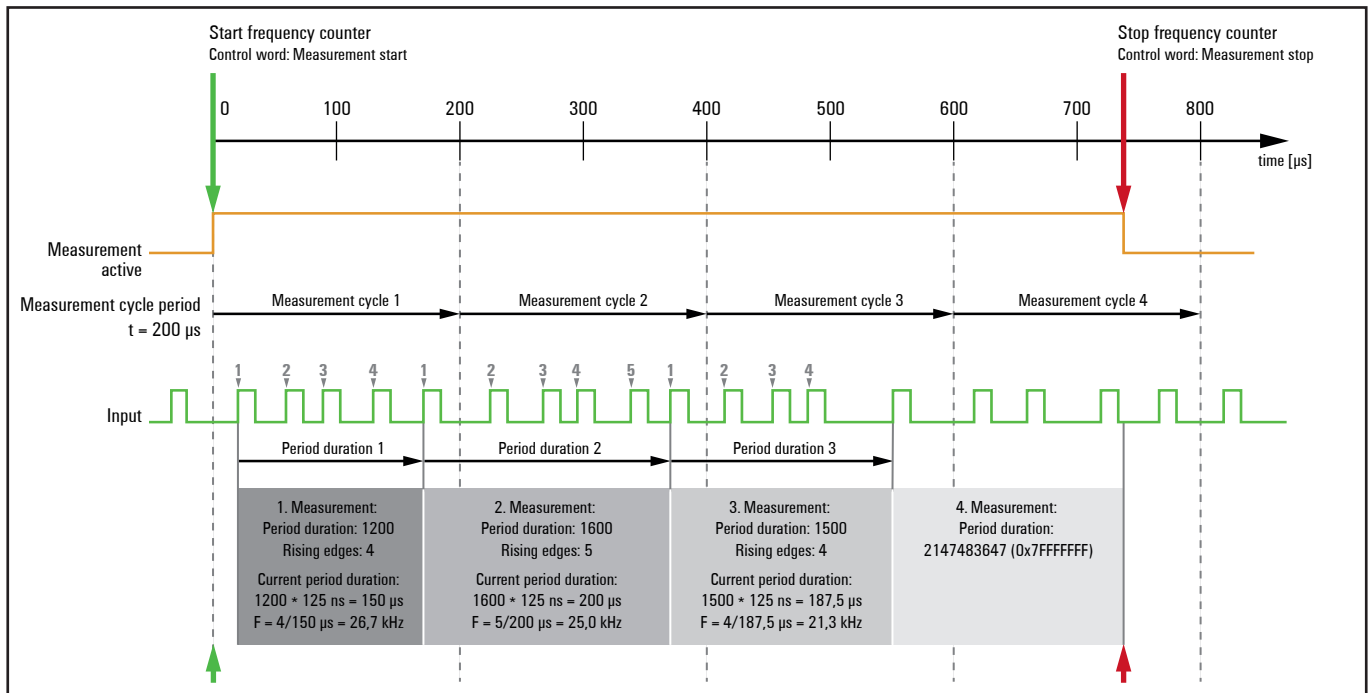 Start frequency counter
Control word: Measurement start
Stop frequency counter
Control word: Measurement stop
0 100 200 300 400 500 600 700 800
time [µs]
Measurement
active
Measurement cycle period
t = 200 µs
Measurement cycle 1
Measurement cycle 2
Measurement cycle 3
Measurement cycle 4
1 2 3 4 1 2 3 4 5 1 2 3 4
Input
Period duration 1
Period duration 2
Period duration 3
1. Measurement:
Period duration: 1200
Rising edges: 4
Current period duration:
1200 * 125 ns = 150 µs
F = 4/150 µs = 26,7 kHz
2. Measurement:
Period duration: 1600
Rising edges: 5
Current period duration:
1600 * 125 ns = 200 µs
F = 5/200 µs = 25,0 kHz
3. Measurement:
Period duration: 1500
Rising edges: 4
Current period duration:
1500 * 125 ns = 187,5 µs
F = 4/187,5 µs = 21,3 kHz
4. Measurement:
Period duration:
2147483647 (0x7FFFFFFF)